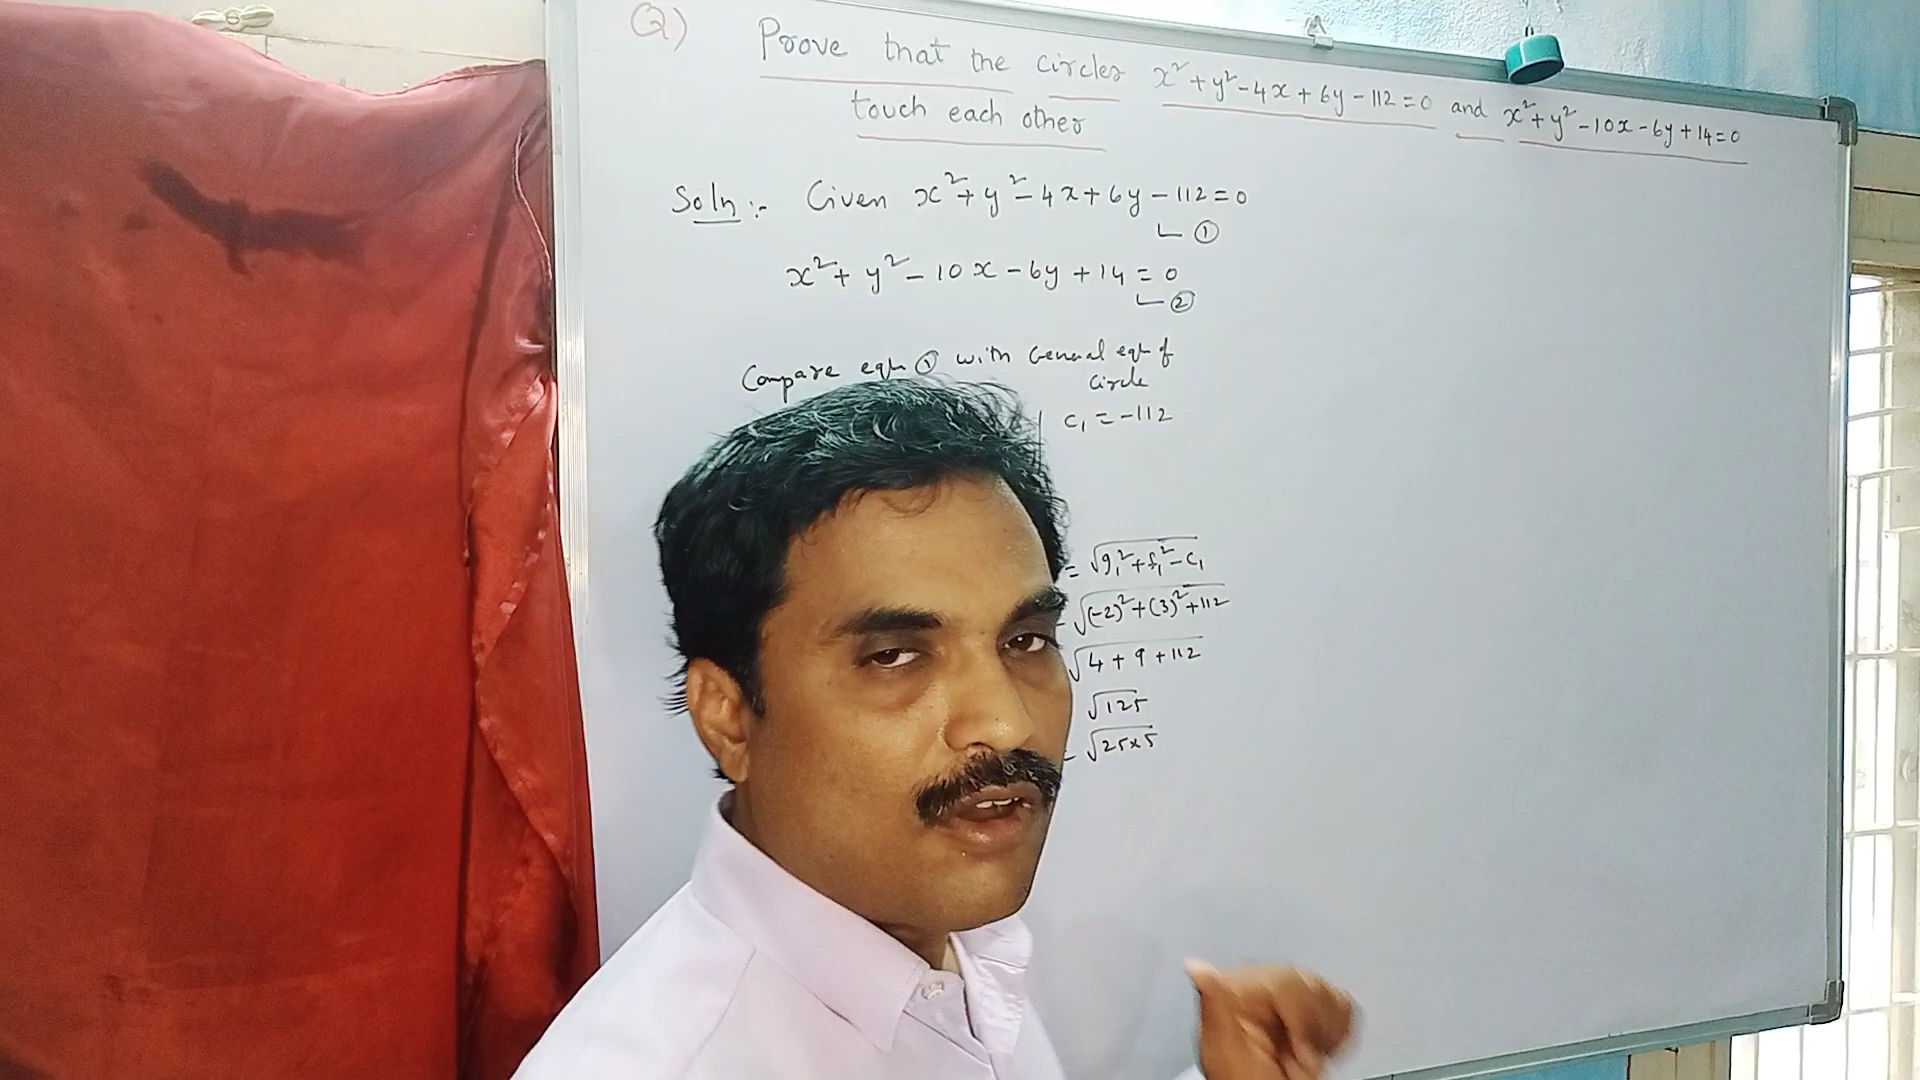 Q) Prove that the circles x²+y²-4x+6y-112=0 and x²+y²-10x-6y+14=0
touch each other
Soln:- Given x²+y²-4x+6y-112=0
①
x²+y²-10x-6y+14=0
②
Compare eqn ① with General eqn of
circle
c₁ = -112
= √g₁²+f₁²-c₁
√(-2)²+(3)²+112
√4+9+112
√125
= √25×5